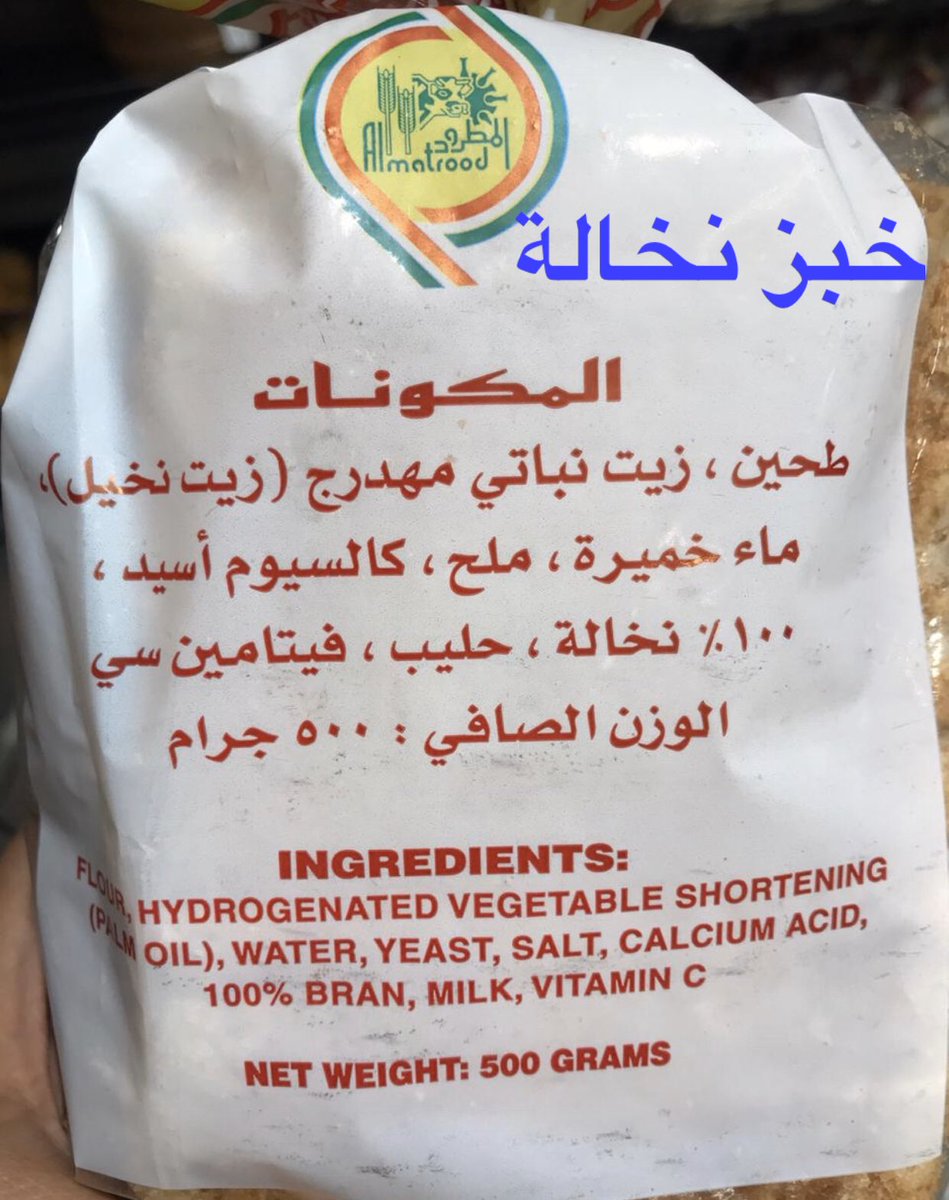 المطرود
Almatrood
خبز نخالة
المكونات
طحين ، زيت نباتي مهدرج (زيت نخيل)،
ماء خميرة ، ملح ، كالسيوم أسيد ،
١٠٠٪ نخالة ، حليب ، فيتامين سي
الوزن الصافي : ٥٠٠ جرام
INGREDIENTS:
FLOUR, HYDROGENATED VEGETABLE SHORTENING
(PALM OIL), WATER, YEAST, SALT, CALCIUM ACID,
100% BRAN, MILK, VITAMIN C
NET WEIGHT: 500 GRAMS